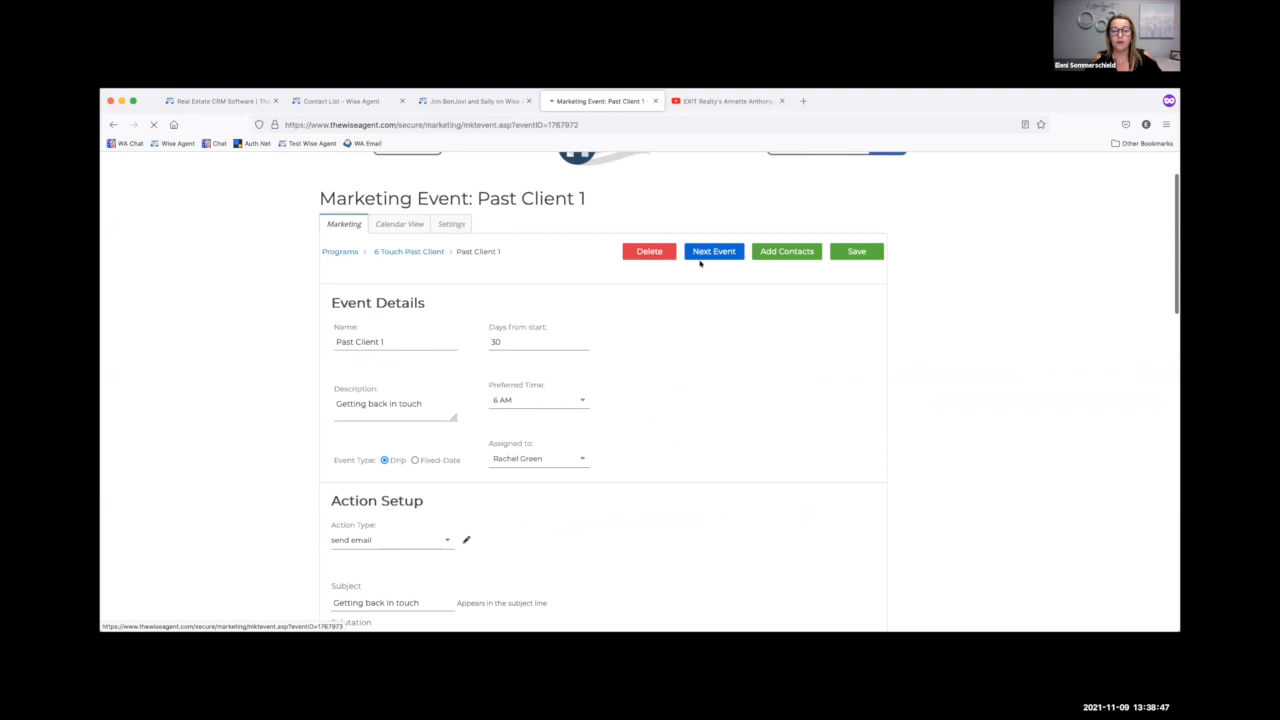 Eleni Sommerschield
Real Estate CRM Software | Th
Contact List - Wise Agent
Jon BonJovi and Sally on Wise
Marketing Event: Past Client 1
EXIT Realty's Annette Anthony
https://www.thewiseagent.com/secure/marketing/mktevent.asp?eventID=1767972
WA Chat
Wise Agent
Chat
Auth.Net
Test Wise Agent
WA Email
Other Bookmarks
Marketing Event: Past Client 1
Marketing
Calendar View
Settings
Programs > 6 Touch Past Client > Past Client 1
Delete
Next Event
Add Contacts
Save
Event Details
Name:
Days from start:
Past Client 1
30
Description:
Preferred Time:
Getting back in touch
6 AM
Assigned to:
Event Type: Drip Fixed-Date
Rachel Green
Action Setup
Action Type:
send email
Subject
Getting back in touch
Appears in the subject line
https://www.thewiseagent.com/secure/marketing/mktevent.asp?eventID=1767973
2021-11-09 13:38:47